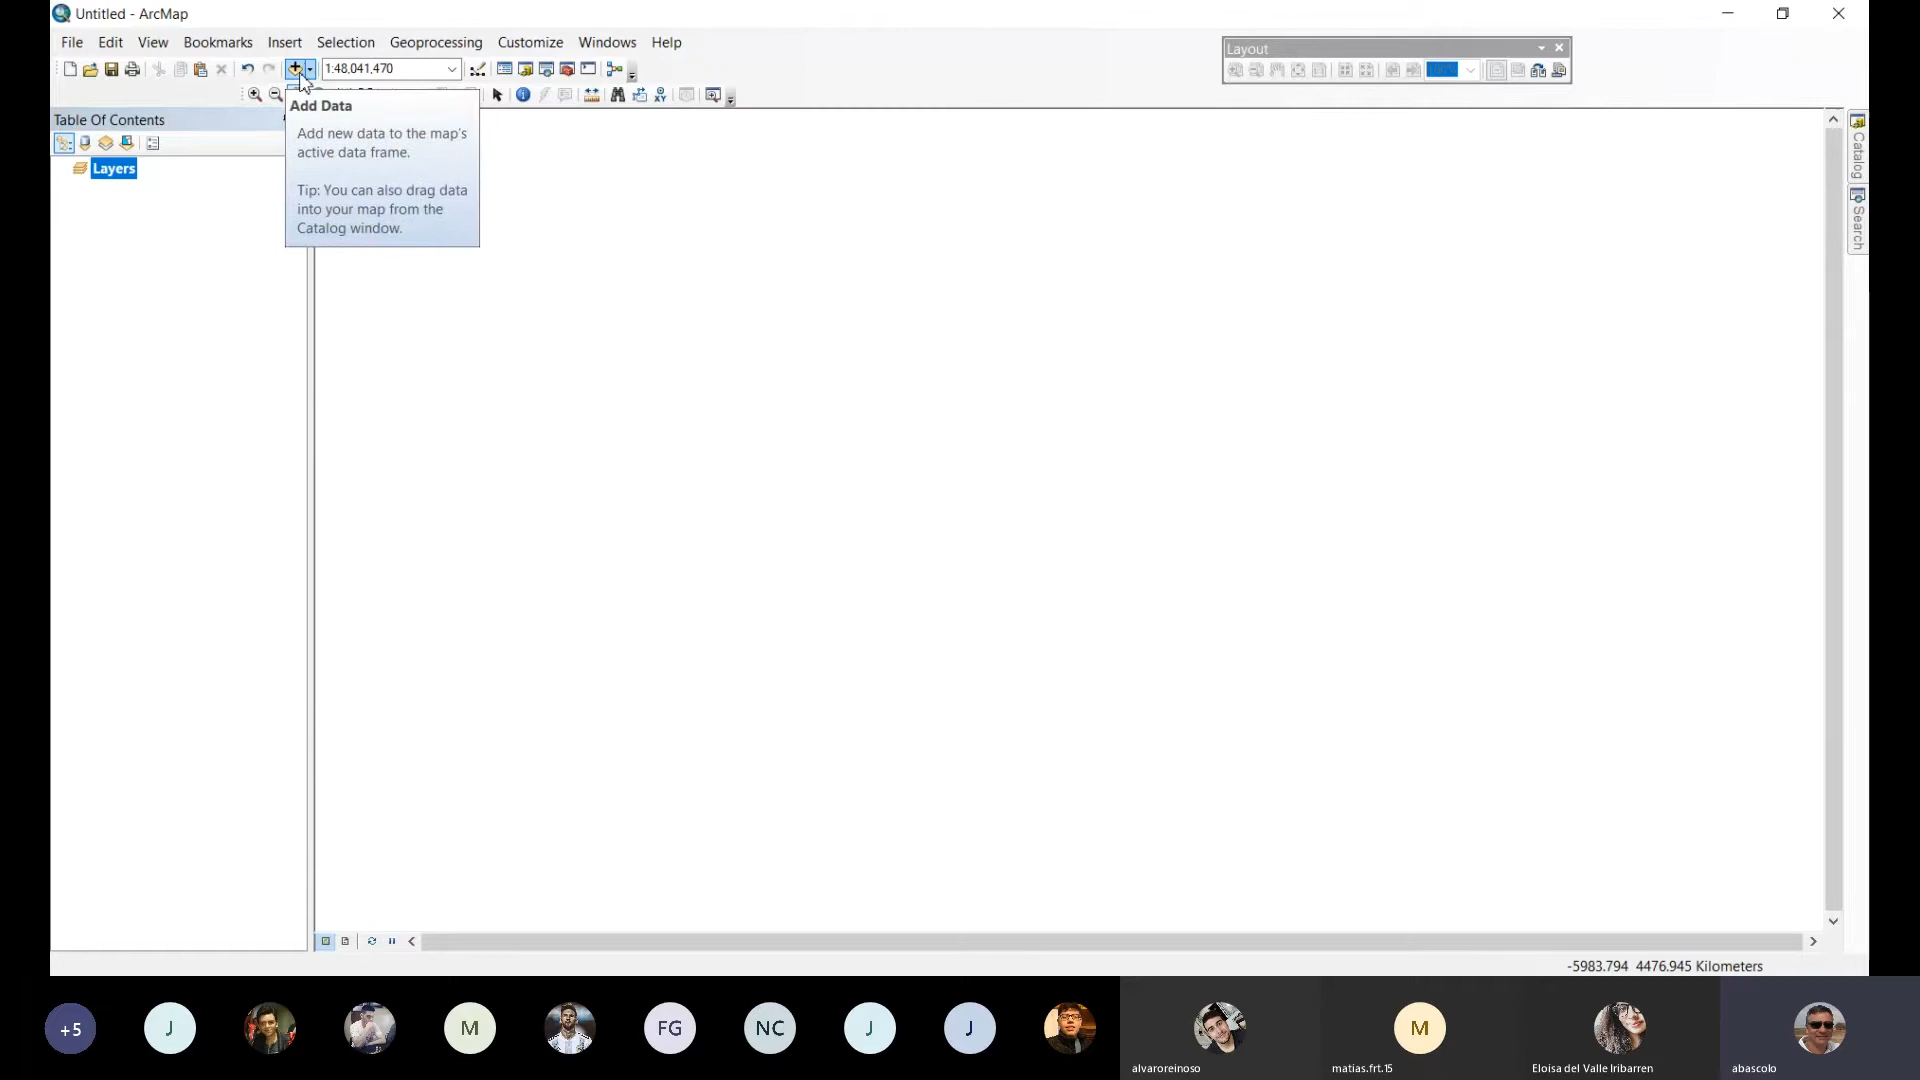 Untitled - ArcMap
File Edit View Bookmarks Insert Selection Geoprocessing Customize Windows Help
Layout
1:48,041,470
Add Data
Table Of Contents
Add new data to the map's
active data frame.
Layers
Tip: You can also drag data
into your map from the
Catalog window.
Catalog
Search
-5983.794 4476.945 Kilometers
+5
J
M
FG
NC
J
J
M
alvaroreinoso
matias.frt.15
Eloisa del Valle Iribarren
abascolo